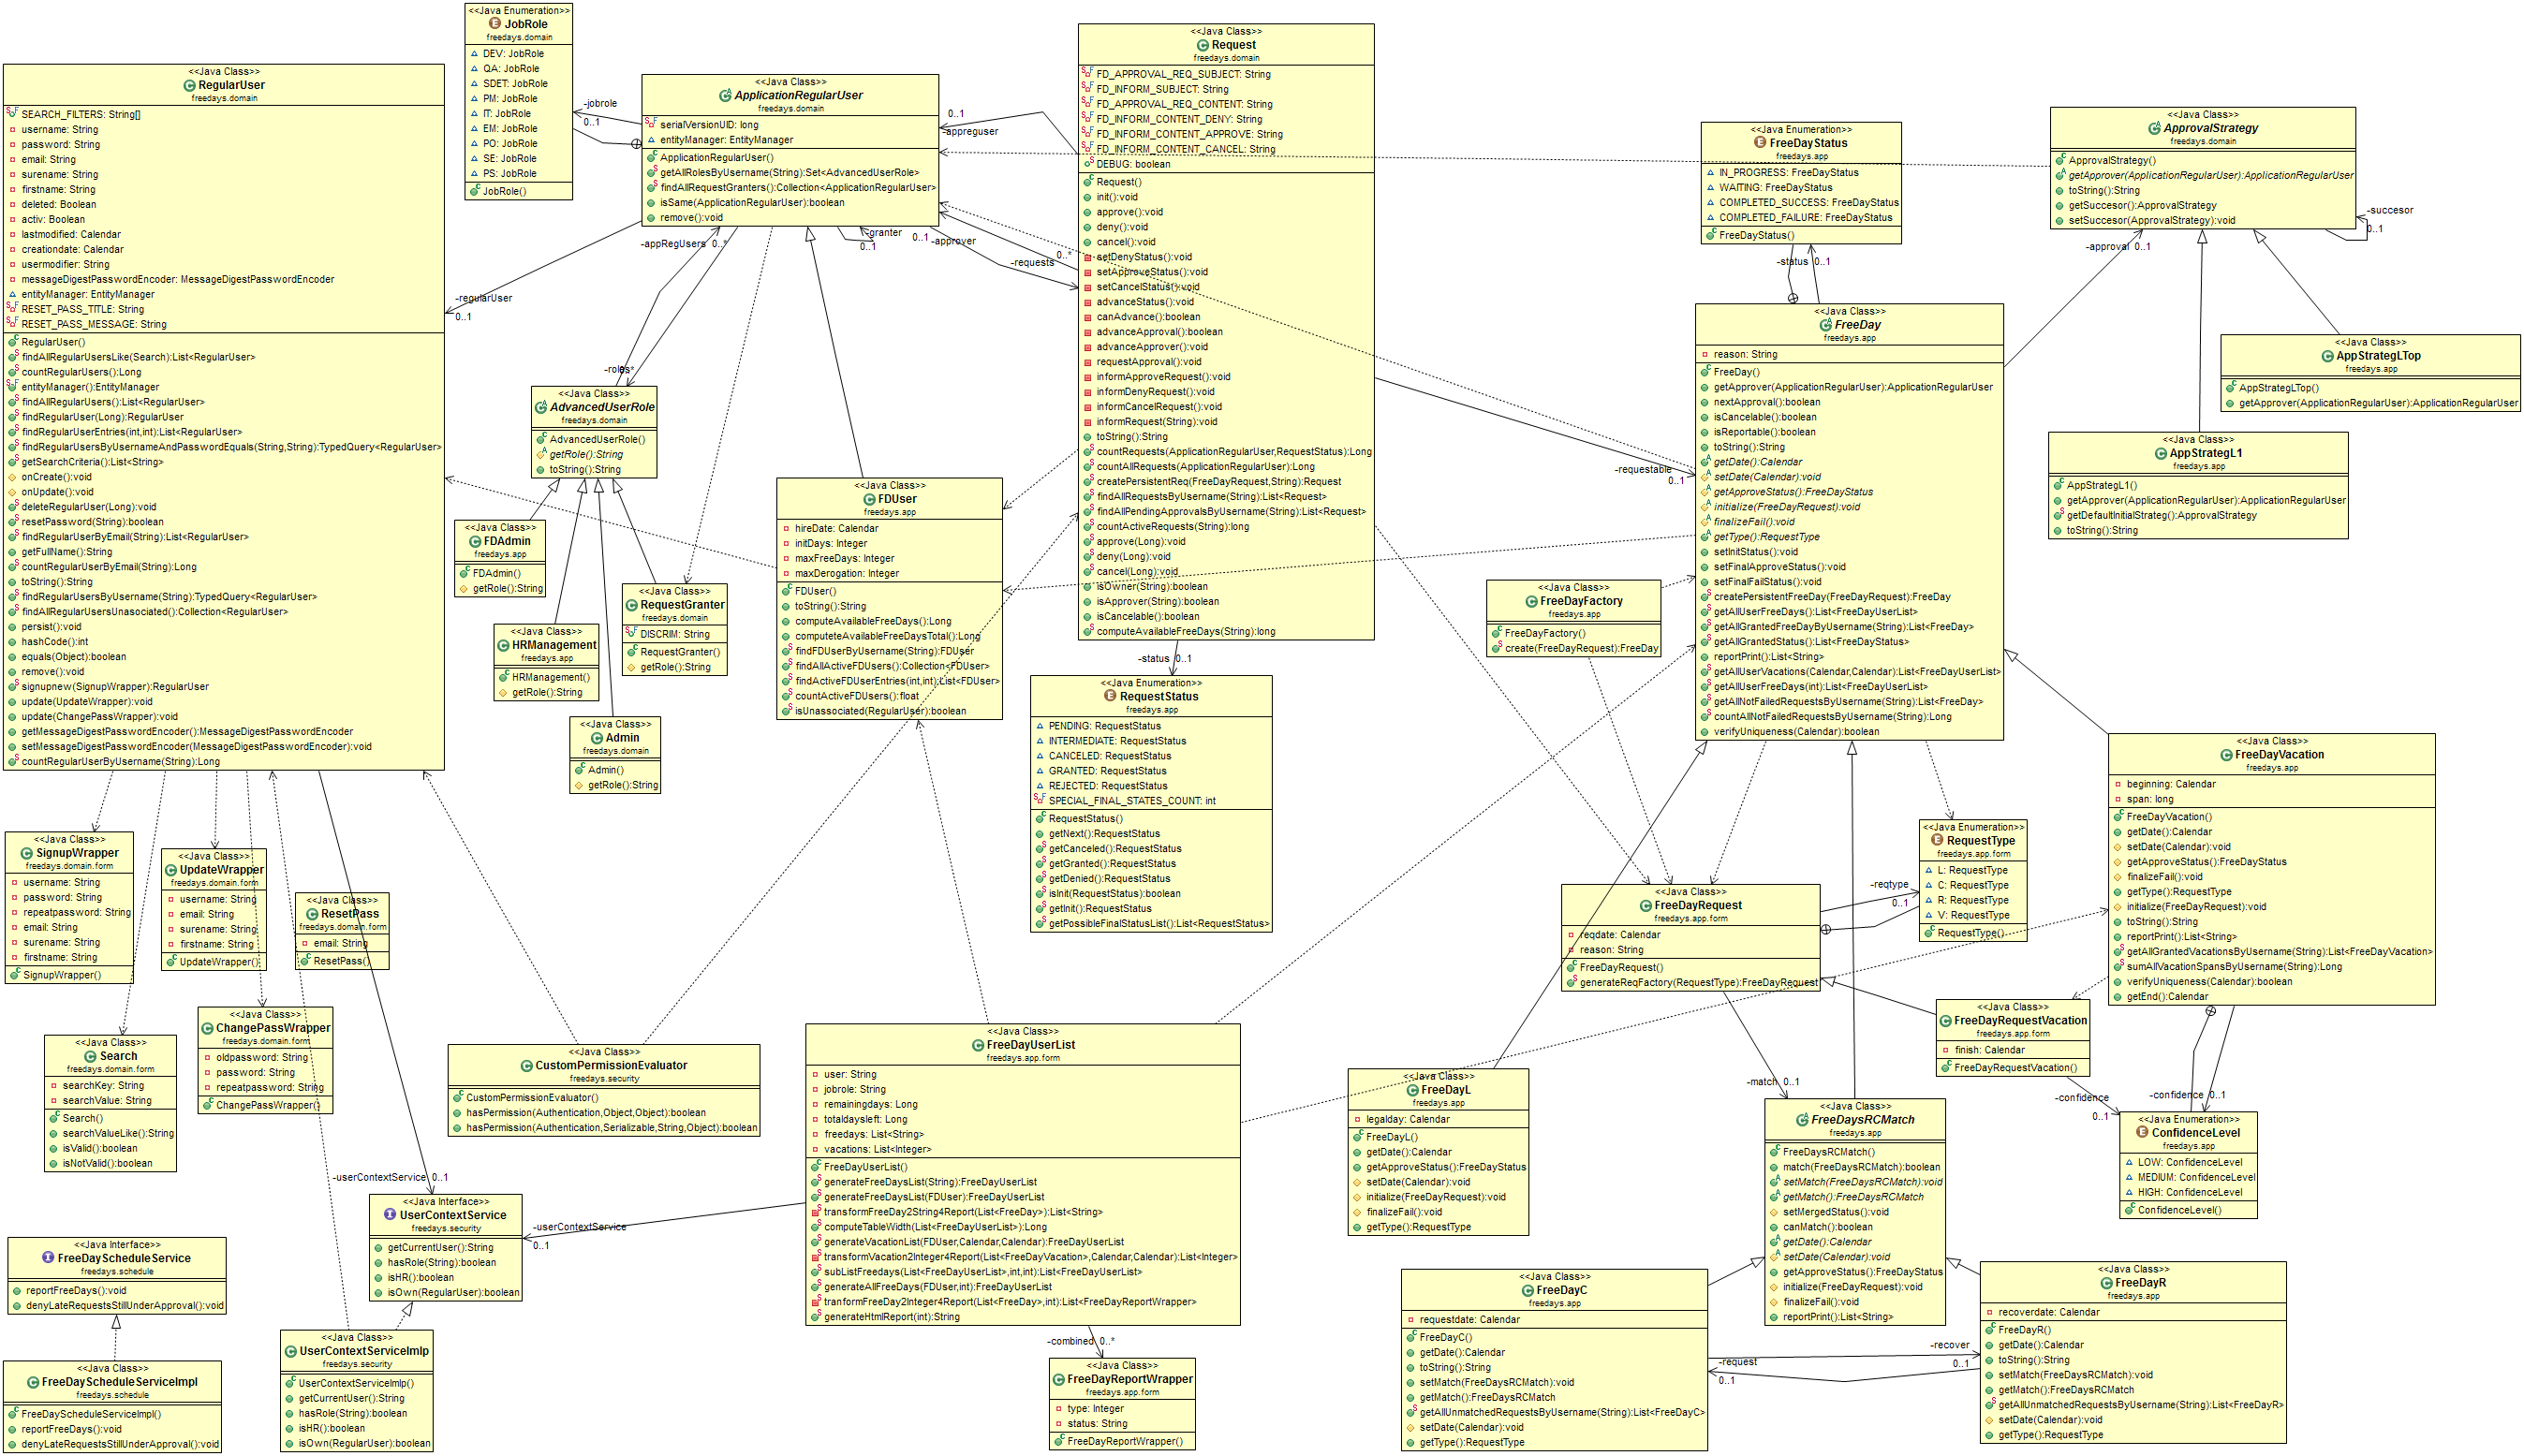 <<Java Enumeration>>
JobRole
freedays.domain
DEV: JobRole
QA: JobRole
SDET: JobRole
PM: JobRole
IT: JobRole
EM: JobRole
PO: JobRole
SE: JobRole
PS: JobRole
JobRole()
<<Java Class>>
RegularUser
freedays.domain
SEARCH_FILTERS: String[]
username: String
password: String
email: String
surename: String
firstname: String
deleted: Boolean
activ: Boolean
lastmodified: Calendar
creationdate: Calendar
usermodifier: String
messageDigestPasswordEncoder: MessageDigestPasswordEncoder
entityManager: EntityManager
RESET_PASS_TITLE: String
RESET_PASS_MESSAGE: String
RegularUser()
findAllRegularUsersLike(Search):List<RegularUser>
countRegularUsers():Long
entityManager():EntityManager
findAllRegularUsers():List<RegularUser>
findRegularUser(Long):RegularUser
findRegularUserEntries(int,int):List<RegularUser>
findRegularUsersByUsernameAndPasswordEquals(String,String):TypedQuery<RegularUser>
getSearchCriteria():List<String>
onCreate():void
onUpdate():void
deleteRegularUser(Long):void
resetPassword(String):boolean
findRegularUserByEmail(String):List<RegularUser>
getFullName():String
countRegularUserByEmail(String):Long
toString():String
findRegularUsersByUsername(String):TypedQuery<RegularUser>
findAllRegularUsersUnasociated():Collection<RegularUser>
persist():void
hashCode():int
equals(Object):boolean
remove():void
signupnew(SignupWrapper):RegularUser
update(UpdateWrapper):void
update(ChangePassWrapper):void
getMessageDigestPasswordEncoder():MessageDigestPasswordEncoder
setMessageDigestPasswordEncoder(MessageDigestPasswordEncoder):void
countRegularUserByUsername(String):Long
<<Java Class>>
ApplicationRegularUser
freedays.domain
serialVersionUID: long
entityManager: EntityManager
ApplicationRegularUser()
getAllRolesByUsername(String):Set<AdvancedUserRole>
findAllRequestGranters():Collection<ApplicationRegularUser>
isSame(ApplicationRegularUser):boolean
remove():void
-jobrole
0..1
-regularUser
0..1
-appRegUsers 0..*
-granter
0..1
0..1
-approver
-requests
0..*
0..1
-appreguser
-roles
0..*
<<Java Class>>
Request
freedays.domain
FD_APPROVAL_REQ_SUBJECT: String
FD_INFORM_SUBJECT: String
FD_APPROVAL_REQ_CONTENT: String
FD_INFORM_CONTENT_DENY: String
FD_INFORM_CONTENT_APPROVE: String
FD_INFORM_CONTENT_CANCEL: String
DEBUG: boolean
Request()
init():void
approve():void
deny():void
cancel():void
setDenyStatus():void
setApproveStatus():void
setCancelStatus():void
advanceStatus():void
canAdvance():boolean
advanceApproval():boolean
advanceApprover():void
requestApproval():void
informApproveRequest():void
informDenyRequest():void
informCancelRequest():void
informRequest(String):void
toString():String
countRequests(ApplicationRegularUser,RequestStatus):Long
countAllRequests(ApplicationRegularUser):Long
createPersistentReq(FreeDayRequest,String):Request
findAllRequestsByUsername(String):List<Request>
findAllPendingApprovalsByUsername(String):List<Request>
countActiveRequests(String):long
approve(Long):void
deny(Long):void
cancel(Long):void
isOwner(String):boolean
isApprover(String):boolean
isCancelable():boolean
computeAvailableFreeDays(String):long
-status 0..1
<<Java Enumeration>>
FreeDayStatus
freedays.app
IN_PROGRESS: FreeDayStatus
WAITING: FreeDayStatus
COMPLETED_SUCCESS: FreeDayStatus
COMPLETED_FAILURE: FreeDayStatus
FreeDayStatus()
-status 0..1
<<Java Class>>
ApprovalStrategy
freedays.domain
ApprovalStrategy()
getApprover(ApplicationRegularUser):ApplicationRegularUser
toString():String
getSuccesor():ApprovalStrategy
setSuccesor(ApprovalStrategy):void
-succesor
0..1
-approval 0..1
<<Java Class>>
AppStrategLTop
freedays.app
AppStrategLTop()
getApprover(ApplicationRegularUser):ApplicationRegularUser
<<Java Class>>
AppStrategL1
freedays.app
AppStrategL1()
getApprover(ApplicationRegularUser):ApplicationRegularUser
getDefaultInitialStrateg():ApprovalStrategy
toString():String
<<Java Class>>
FreeDay
freedays.app
reason: String
FreeDay()
getApprover(ApplicationRegularUser):ApplicationRegularUser
nextApproval():boolean
isCancelable():boolean
isReportable():boolean
toString():String
getDate():Calendar
setDate(Calendar):void
getApproveStatus():FreeDayStatus
initialize(FreeDayRequest):void
finalizeFail():void
getType():RequestType
setInitStatus():void
setFinalApproveStatus():void
setFinalFailStatus():void
createPersistentFreeDay(FreeDayRequest):FreeDay
getAllUserFreeDays():List<FreeDayUserList>
getAllGrantedFreeDayByUsername(String):List<FreeDay>
getAllGrantedStatus():List<FreeDayStatus>
reportPrint():List<String>
getAllUserVacations(Calendar,Calendar):List<FreeDayUserList>
getAllUserFreeDays(int):List<FreeDayUserList>
getAllNotFailedRequestsByUsername(String):List<FreeDay>
countAllNotFailedRequestsByUsername(String):Long
verifyUniqueness(Calendar):boolean
-requestable
0..1
<<Java Class>>
AdvancedUserRole
freedays.domain
AdvancedUserRole()
getRole():String
toString():String
<<Java Class>>
FDAdmin
freedays.app
FDAdmin()
getRole():String
<<Java Class>>
HRManagement
freedays.app
HRManagement()
getRole():String
<<Java Class>>
RequestGranter
freedays.domain
DISCRIM: String
RequestGranter()
getRole():String
<<Java Class>>
Admin
freedays.domain
Admin()
getRole():String
<<Java Class>>
FDUser
freedays.app
hireDate: Calendar
initDays: Integer
maxFreeDays: Integer
maxDerogation: Integer
FDUser()
toString():String
computeAvailableFreeDays():Long
computeteAvailableFreeDaysTotal():Long
findFDUserByUsername(String):FDUser
findAllActiveFDUsers():Collection<FDUser>
findActiveFDUserEntries(int,int):List<FDUser>
countActiveFDUsers():float
isUnassociated(RegularUser):boolean
<<Java Enumeration>>
RequestStatus
freedays.app
PENDING: RequestStatus
INTERMEDIATE: RequestStatus
CANCELED: RequestStatus
GRANTED: RequestStatus
REJECTED: RequestStatus
SPECIAL_FINAL_STATES_COUNT: int
RequestStatus()
getNext():RequestStatus
getCanceled():RequestStatus
getGranted():RequestStatus
getDenied():RequestStatus
isInit(RequestStatus):boolean
getInit():RequestStatus
getPossibleFinalStatusList():List<RequestStatus>
<<Java Class>>
FreeDayFactory
freedays.app
FreeDayFactory()
create(FreeDayRequest):FreeDay
<<Java Class>>
FreeDayVacation
freedays.app
beginning: Calendar
span: long
FreeDayVacation()
getDate():Calendar
setDate(Calendar):void
getApproveStatus():FreeDayStatus
finalizeFail():void
getType():RequestType
initialize(FreeDayRequest):void
toString():String
reportPrint():List<String>
getAllGrantedVacationsByUsername(String):List<FreeDayVacation>
sumAllVacationSpansByUsername(String):Long
verifyUniqueness(Calendar):boolean
getEnd():Calendar
<<Java Enumeration>>
RequestType
freedays.app.form
L: RequestType
C: RequestType
R: RequestType
V: RequestType
RequestType()
-reqtype
0..1
<<Java Class>>
FreeDayRequest
freedays.app.form
reqdate: Calendar
reason: String
FreeDayRequest()
generateReqFactory(RequestType):FreeDayRequest
<<Java Class>>
FreeDayRequestVacation
freedays.app.form
finish: Calendar
FreeDayRequestVacation()
-confidence
0..1
-confidence 0..1
<<Java Enumeration>>
ConfidenceLevel
freedays.app
LOW: ConfidenceLevel
MEDIUM: ConfidenceLevel
HIGH: ConfidenceLevel
ConfidenceLevel()
<<Java Class>>
SignupWrapper
freedays.domain.form
username: String
password: String
repeatpassword: String
email: String
surename: String
firstname: String
SignupWrapper()
<<Java Class>>
UpdateWrapper
freedays.domain.form
username: String
email: String
surename: String
firstname: String
UpdateWrapper()
<<Java Class>>
ResetPass
freedays.domain.form
email: String
ResetPass()
<<Java Class>>
ChangePassWrapper
freedays.domain.form
oldpassword: String
password: String
repeatpassword: String
ChangePassWrapper()
<<Java Class>>
Search
freedays.domain.form
searchKey: String
searchValue: String
Search()
searchValueLike():String
isValid():boolean
isNotValid():boolean
<<Java Class>>
CustomPermissionEvaluator
freedays.security
CustomPermissionEvaluator()
hasPermission(Authentication,Object,Object):boolean
hasPermission(Authentication,Serializable,String,Object):boolean
-userContextService 0..1
<<Java Interface>>
UserContextService
freedays.security
getCurrentUser():String
hasRole(String):boolean
isHR():boolean
isOwn(RegularUser):boolean
-userContextService
0..1
<<Java Class>>
FreeDayUserList
freedays.app.form
user: String
jobrole: String
remainingdays: Long
totaldaysleft: Long
freedays: List<String>
vacations: List<Integer>
FreeDayUserList()
generateFreeDaysList(String):FreeDayUserList
generateFreeDaysList(FDUser):FreeDayUserList
transformFreeDay2String4Report(List<FreeDay>):List<String>
computeTableWidth(List<FreeDayUserList>):Long
generateVacationList(FDUser,Calendar,Calendar):FreeDayUserList
transformVacation2Integer4Report(List<FreeDayVacation>,Calendar,Calendar):List<Integer>
subListFreedays(List<FreeDayUserList>,int,int):List<FreeDayUserList>
generateAllFreeDays(FDUser,int):FreeDayUserList
tranformFreeDay2Integer4Report(List<FreeDay>,int):List<FreeDayReportWrapper>
generateHtmlReport(int):String
-combined 0..*
<<Java Class>>
FreeDayReportWrapper
freedays.app.form
type: Integer
status: String
FreeDayReportWrapper()
<<Java Class>>
FreeDayL
freedays.app
legalday: Calendar
FreeDayL()
getDate():Calendar
getApproveStatus():FreeDayStatus
setDate(Calendar):void
initialize(FreeDayRequest):void
finalizeFail():void
getType():RequestType
-match 0..1
<<Java Class>>
FreeDaysRCMatch
freedays.app
FreeDaysRCMatch()
match(FreeDaysRCMatch):boolean
setMatch(FreeDaysRCMatch):void
getMatch():FreeDaysRCMatch
setMergedStatus():void
canMatch():boolean
getDate():Calendar
setDate(Calendar):void
getApproveStatus():FreeDayStatus
initialize(FreeDayRequest):void
finalizeFail():void
reportPrint():List<String>
<<Java Interface>>
FreeDayScheduleService
freedays.schedule
reportFreeDays():void
denyLateRequestsStillUnderApproval():void
<<Java Class>>
FreeDayScheduleServiceImpl
freedays.schedule
FreeDayScheduleServiceImpl()
reportFreeDays():void
denyLateRequestsStillUnderApproval():void
<<Java Class>>
UserContextServiceImlp
freedays.security
UserContextServiceImlp()
getCurrentUser():String
hasRole(String):boolean
isHR():boolean
isOwn(RegularUser):boolean
<<Java Class>>
FreeDayC
freedays.app
requestdate: Calendar
FreeDayC()
getDate():Calendar
toString():String
setMatch(FreeDaysRCMatch):void
getMatch():FreeDaysRCMatch
getAllUnmatchedRequestsByUsername(String):List<FreeDayC>
setDate(Calendar):void
getType():RequestType
-request
0..1
-recover
0..1
<<Java Class>>
FreeDayR
freedays.app
recoverdate: Calendar
FreeDayR()
getDate():Calendar
toString():String
setMatch(FreeDaysRCMatch):void
getMatch():FreeDaysRCMatch
getAllUnmatchedRequestsByUsername(String):List<FreeDayR>
setDate(Calendar):void
getType():RequestType